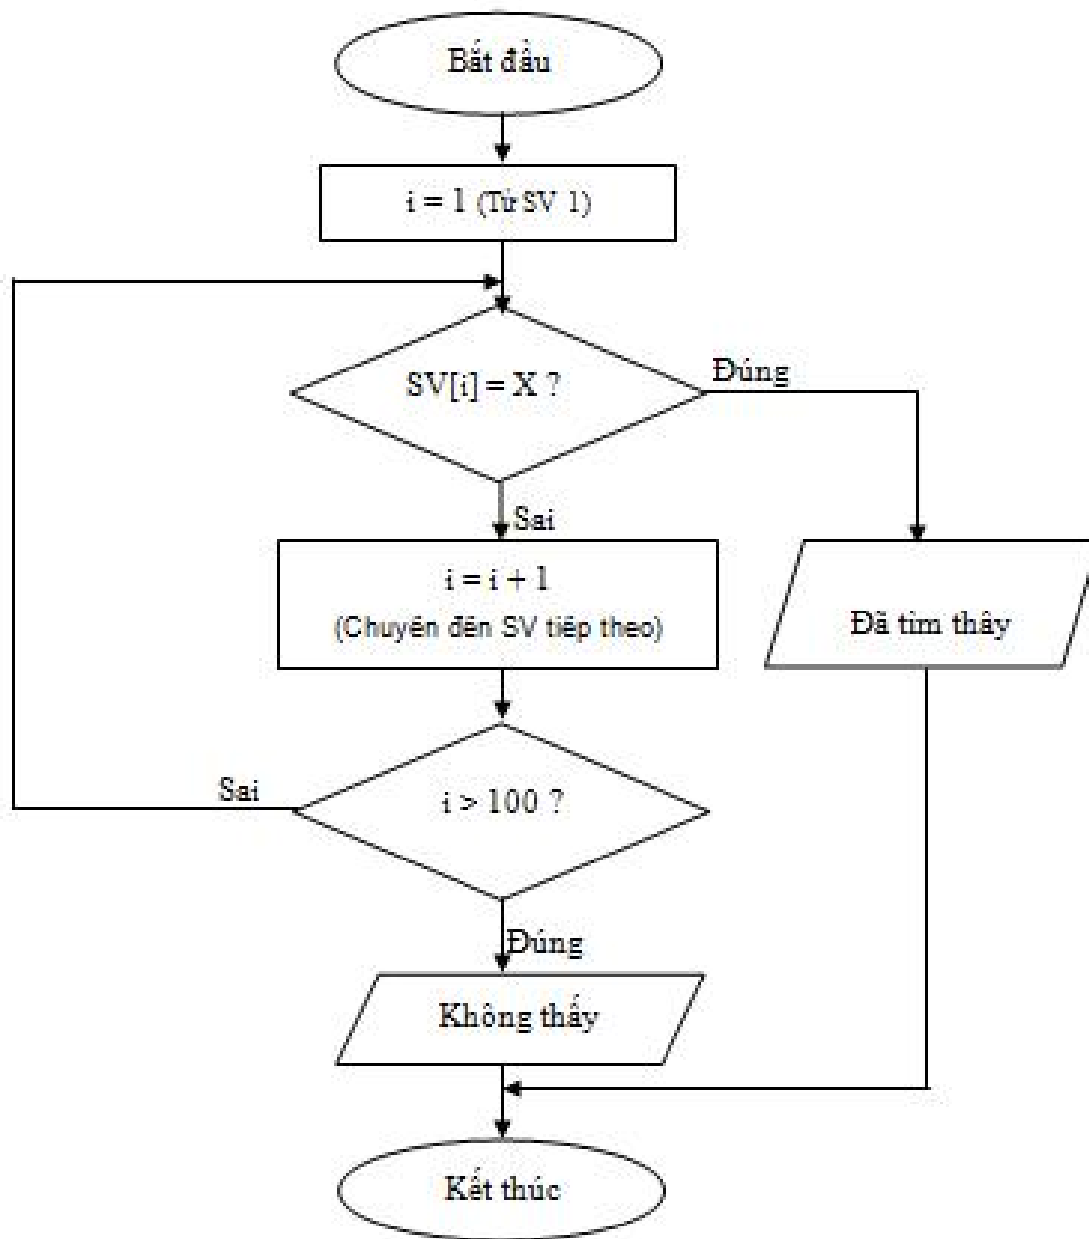 Bắt đầu
i = 1 (Từ SV 1)
SV[i] = X ?
Đúng
Sai
i = i + 1
(Chuyển đến SV tiếp theo)
Đã tìm thấy
i > 100 ?
Sai
Đúng
Không thấy
Kết thúc